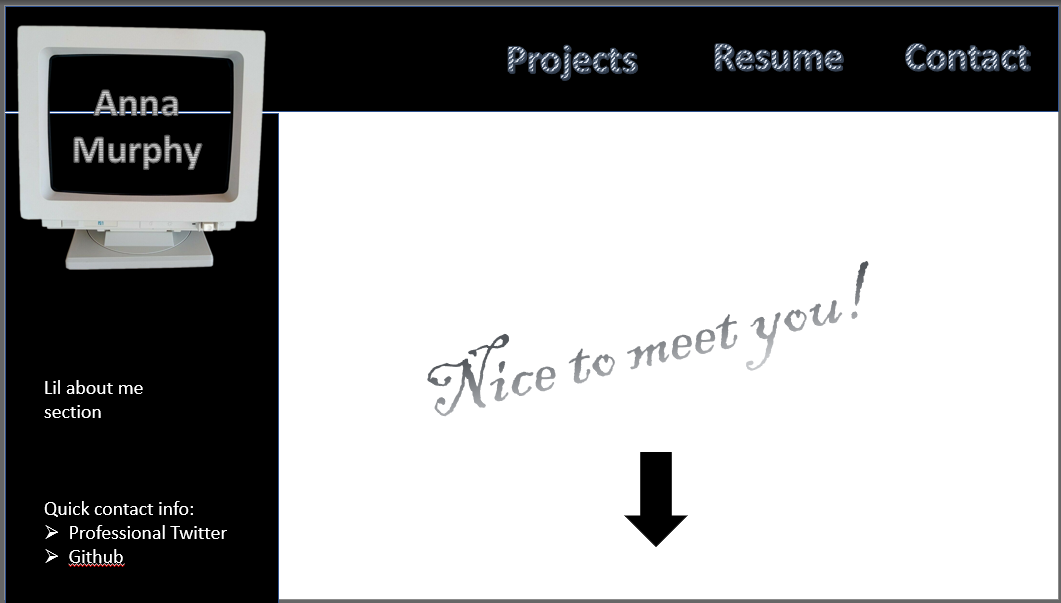 Projects
Resume
Contact
Anna
Murphy
Nice to meet you!
Lil about me
section
Quick contact info:
Professional Twitter
Github